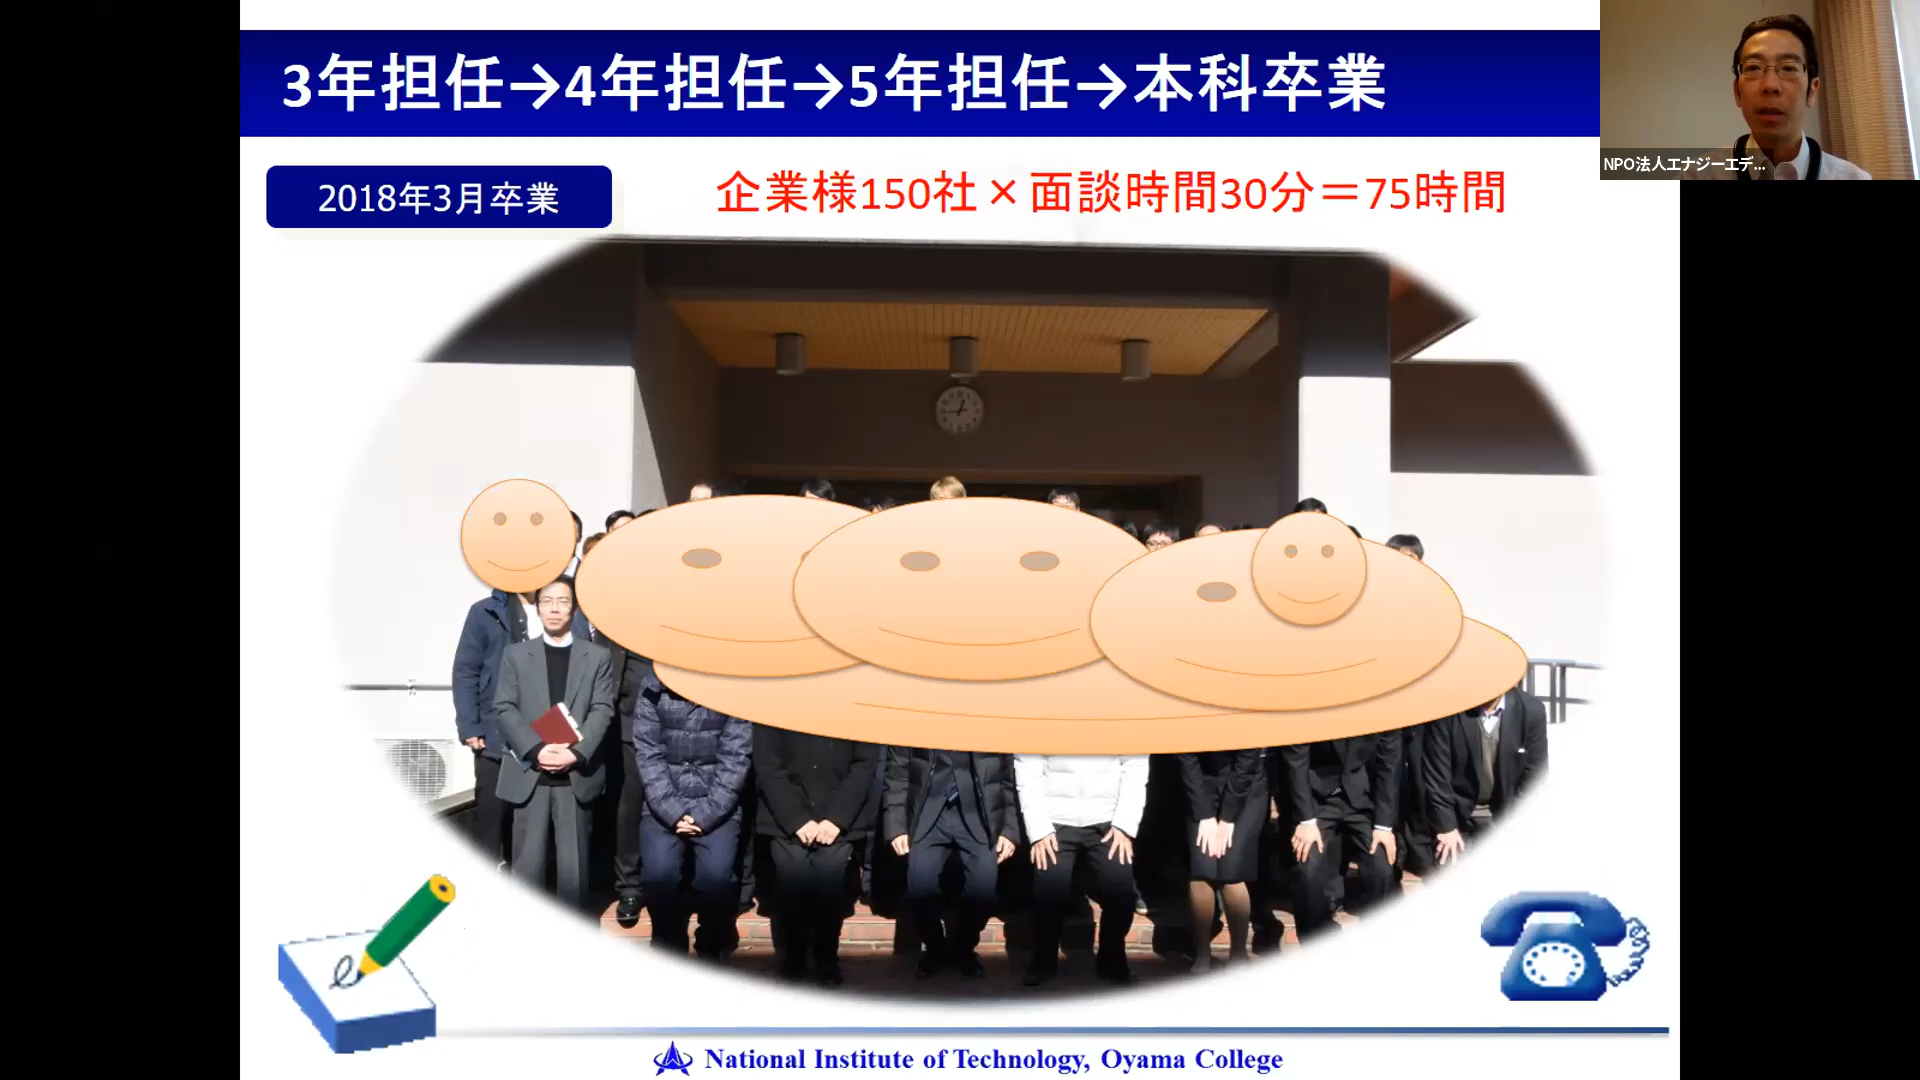 3年担任→4年担任→5年担任→本科卒業
NPO法人エナジーエデ...
2018年3月卒業
企業様150社×面談時間30分=75時間
National Institute of Technology, Oyama College